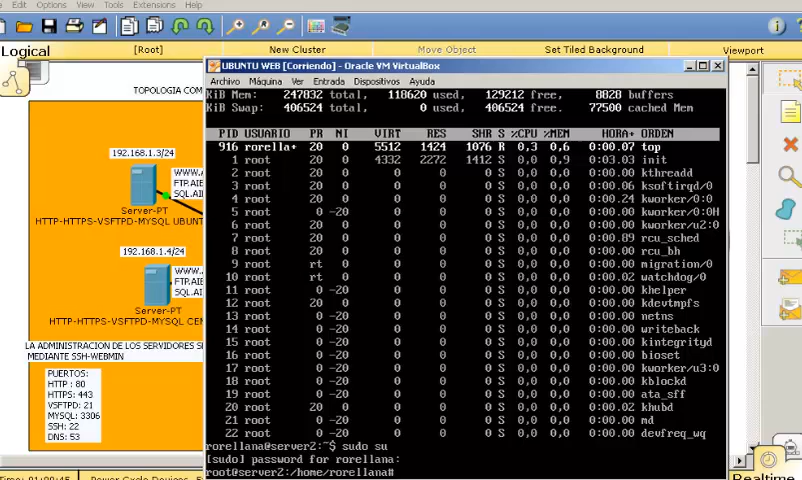 Edit Options View Tools Extensions Help
Logical [Root] New Cluster Move Object Set Tiled Background Viewport
UBUNTU WEB [Corriendo] - Oracle VM VirtualBox
Archivo Máquina Ver Entrada Dispositivos Ayuda
TOPOLOGIA COM
192.168.1.3/24
WWW.A
FTP.AIE
SQL.AI
Server-PT
HTTP-HTTPS-VSFTPD-MYSQL UBUNT
192.168.1.4/24
WWW.
FTP.AIE
SQL.AI
Server-PT
HTTP-HTTPS-VSFTPD-MYSQL CEN
LA ADMINISTRACION DE LOS SERVIDORES S
MEDIANTE SSH-WEBMIN
PUERTOS:
HTTP : 80
HTTPS: 443
VSFTPD: 21
MYSQL: 3306
SSH: 22
DNS: 53
KiB Mem: 247832 total, 118620 used, 129212 free, 8828 buffers
KiB Swap: 406524 total, 0 used, 406524 free. 77500 cached Mem
PID USUARIO PR NI VIRT RES SHR S %CPU %MEM HORA+ ORDEN
916 rorella+ 20 0 5512 1424 1076 R 0,3 0,6 0:00.07 top
1 root 20 0 4332 2272 1412 S 0,0 0,9 0:03.03 init
2 root 20 0 0 0 0 S 0,0 0,0 0:00.00 kthreadd
3 root 20 0 0 0 0 S 0,0 0,0 0:00.06 ksoftirqd/0
4 root 20 0 0 0 0 S 0,0 0,0 0:00.24 kworker/0:0
5 root 0 -20 0 0 0 S 0,0 0,0 0:00.00 kworker/0:0H
6 root 20 0 0 0 0 S 0,0 0,0 0:00.00 kworker/u2:0
7 root 20 0 0 0 0 S 0,0 0,0 0:00.89 rcu_sched
8 root 20 0 0 0 0 S 0,0 0,0 0:00.00 rcu_bh
9 root rt 0 0 0 0 S 0,0 0,0 0:00.00 migration/0
10 root rt 0 0 0 0 S 0,0 0,0 0:00.02 watchdog/0
11 root 0 -20 0 0 0 S 0,0 0,0 0:00.00 khelper
12 root 20 0 0 0 0 S 0,0 0,0 0:00.00 kdevtmpfs
13 root 0 -20 0 0 0 S 0,0 0,0 0:00.00 netns
14 root 0 -20 0 0 0 S 0,0 0,0 0:00.00 writeback
15 root 0 -20 0 0 0 S 0,0 0,0 0:00.00 kintegrityd
16 root 0 -20 0 0 0 S 0,0 0,0 0:00.00 bioset
17 root 0 -20 0 0 0 S 0,0 0,0 0:00.00 kworker/u3:0
18 root 0 -20 0 0 0 S 0,0 0,0 0:00.00 kblockd
19 root 0 -20 0 0 0 S 0,0 0,0 0:00.00 ata_sff
20 root 20 0 0 0 0 S 0,0 0,0 0:00.02 khubd
21 root 0 -20 0 0 0 S 0,0 0,0 0:00.00 md
22 root 0 -20 0 0 0 S 0,0 0,0 0:00.00 devfreq_wq
rorellana@server2:~$ sudo su
[sudo] password for rorellana:
root@server2:/home/rorellana#
Realtime